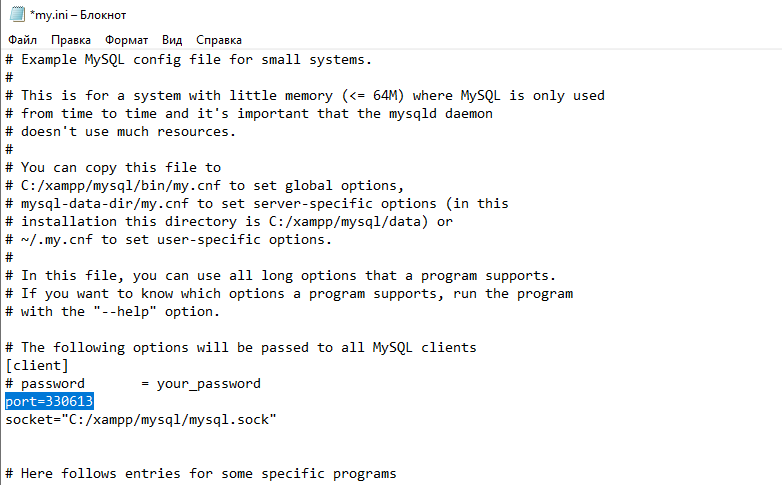 *my.ini – Блокнот
Файл Правка Формат Вид Справка
# Example MySQL config file for small systems.
#
# This is for a system with little memory (<= 64M) where MySQL is only used
# from time to time and it's important that the mysqld daemon
# doesn't use much resources.
#
# You can copy this file to
# C:/xampp/mysql/bin/my.cnf to set global options,
# mysql-data-dir/my.cnf to set server-specific options (in this
# installation this directory is C:/xampp/mysql/data) or
# ~/.my.cnf to set user-specific options.
#
# In this file, you can use all long options that a program supports.
# If you want to know which options a program supports, run the program
# with the "--help" option.

# The following options will be passed to all MySQL clients
[client]
# password       = your_password
port=330613
socket="C:/xampp/mysql/mysql.sock"


# Here follows entries for some specific programs